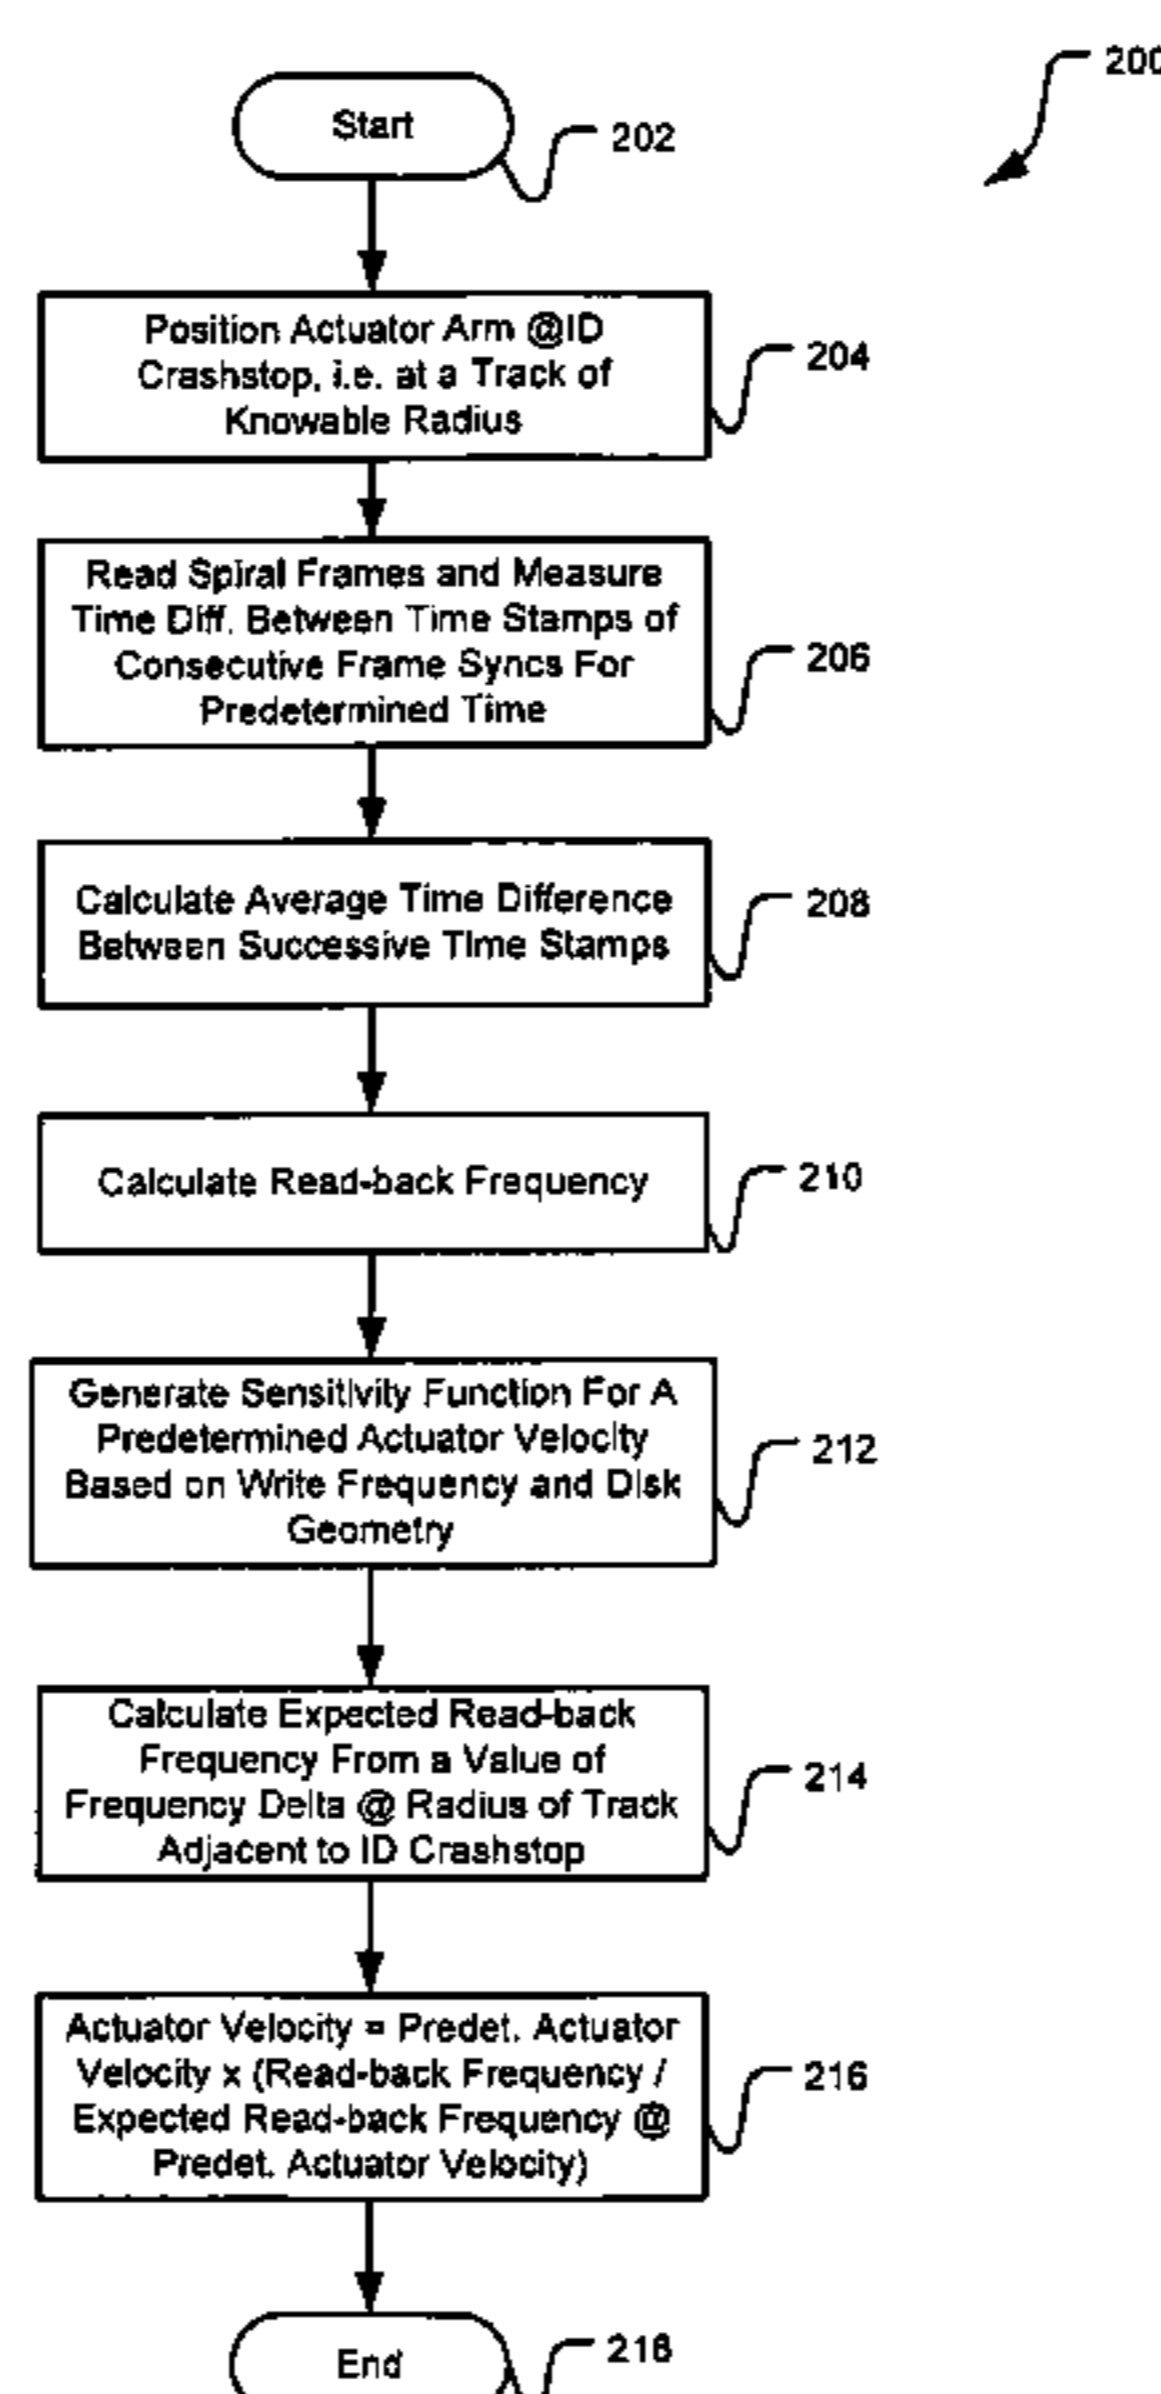 200
Start
202
Position Actuator Arm @ID
Crashstop, i.e. at a Track of
Knowable Radius
204
Read Spiral Frames and Measure
Time Diff. Between Time Stamps of
Consecutive Frame Syncs For
Predetermined Time
206
Calculate Average Time Difference
Between Successive Time Stamps
208
Calculate Read-back Frequency
210
Generate Sensitivity Function For A
Predetermined Actuator Velocity
Based on Write Frequency and Disk
Geometry
212
Calculate Expected Read-back
Frequency From a Value of
Frequency Delta @ Radius of Track
Adjacent to ID Crashstop
214
Actuator Velocity = Predet. Actuator
Velocity x (Read-back Frequency /
Expected Read-back Frequency @
Predet. Actuator Velocity)
216
End
218